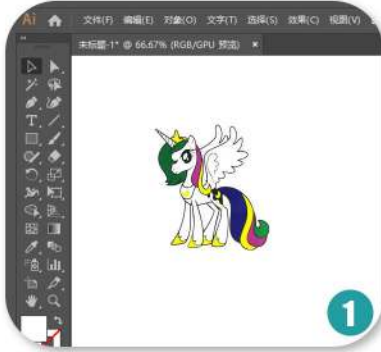 Ai 文件(F) 编辑(E) 对象(O) 文字(T) 选择(S) 效果(C) 视图(V)
未标题-1* @ 66.67% (RGB/GPU 预览) ×
1